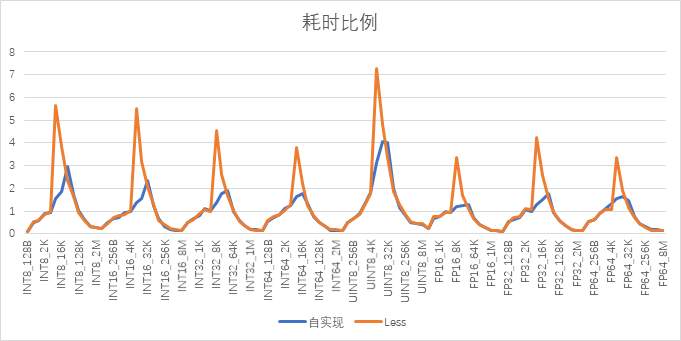 耗时比例
8
7
6
5
4
3
2
1
0
INT8_128B
INT8_2K
INT8_16K
INT8_128K
INT8_2M
INT16_256B
INT16_4K
INT16_32K
INT16_256K
INT16_8M
INT32_1K
INT32_8K
INT32_64K
INT32_1M
INT64_128B
INT64_2K
INT64_16K
INT64_128K
INT64_2M
UINT8_256B
UINT8_4K
UINT8_32K
UINT8_256K
UINT8_8M
FP16_1K
FP16_8K
FP16_64K
FP16_1M
FP32_128B
FP32_2K
FP32_16K
FP32_128K
FP32_2M
FP64_256B
FP64_4K
FP64_32K
FP64_256K
FP64_8M
自实现
Less